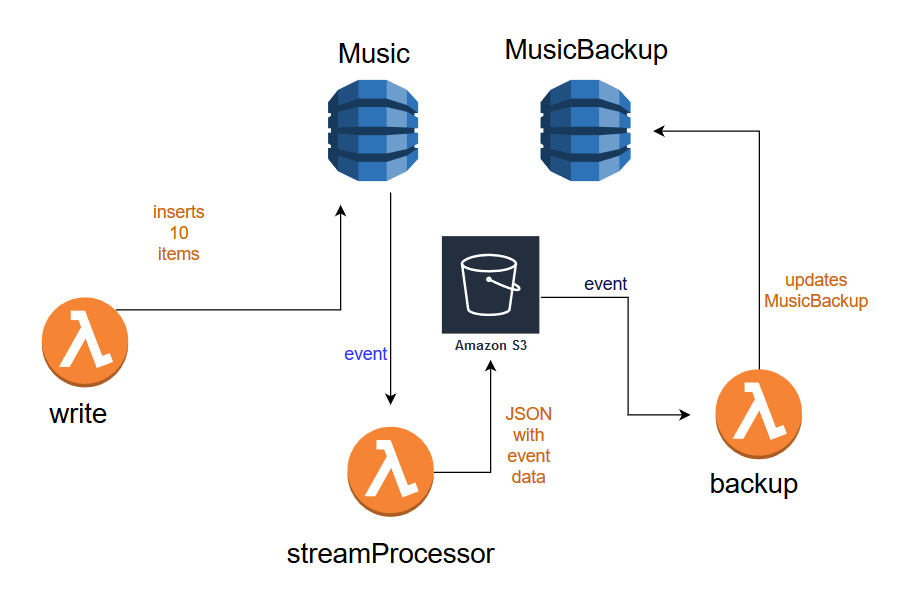 Music
MusicBackup
inserts
10
items
event
updates
MusicBackup
Amazon S3
event
write
JSON
with
event
data
backup
streamProcessor